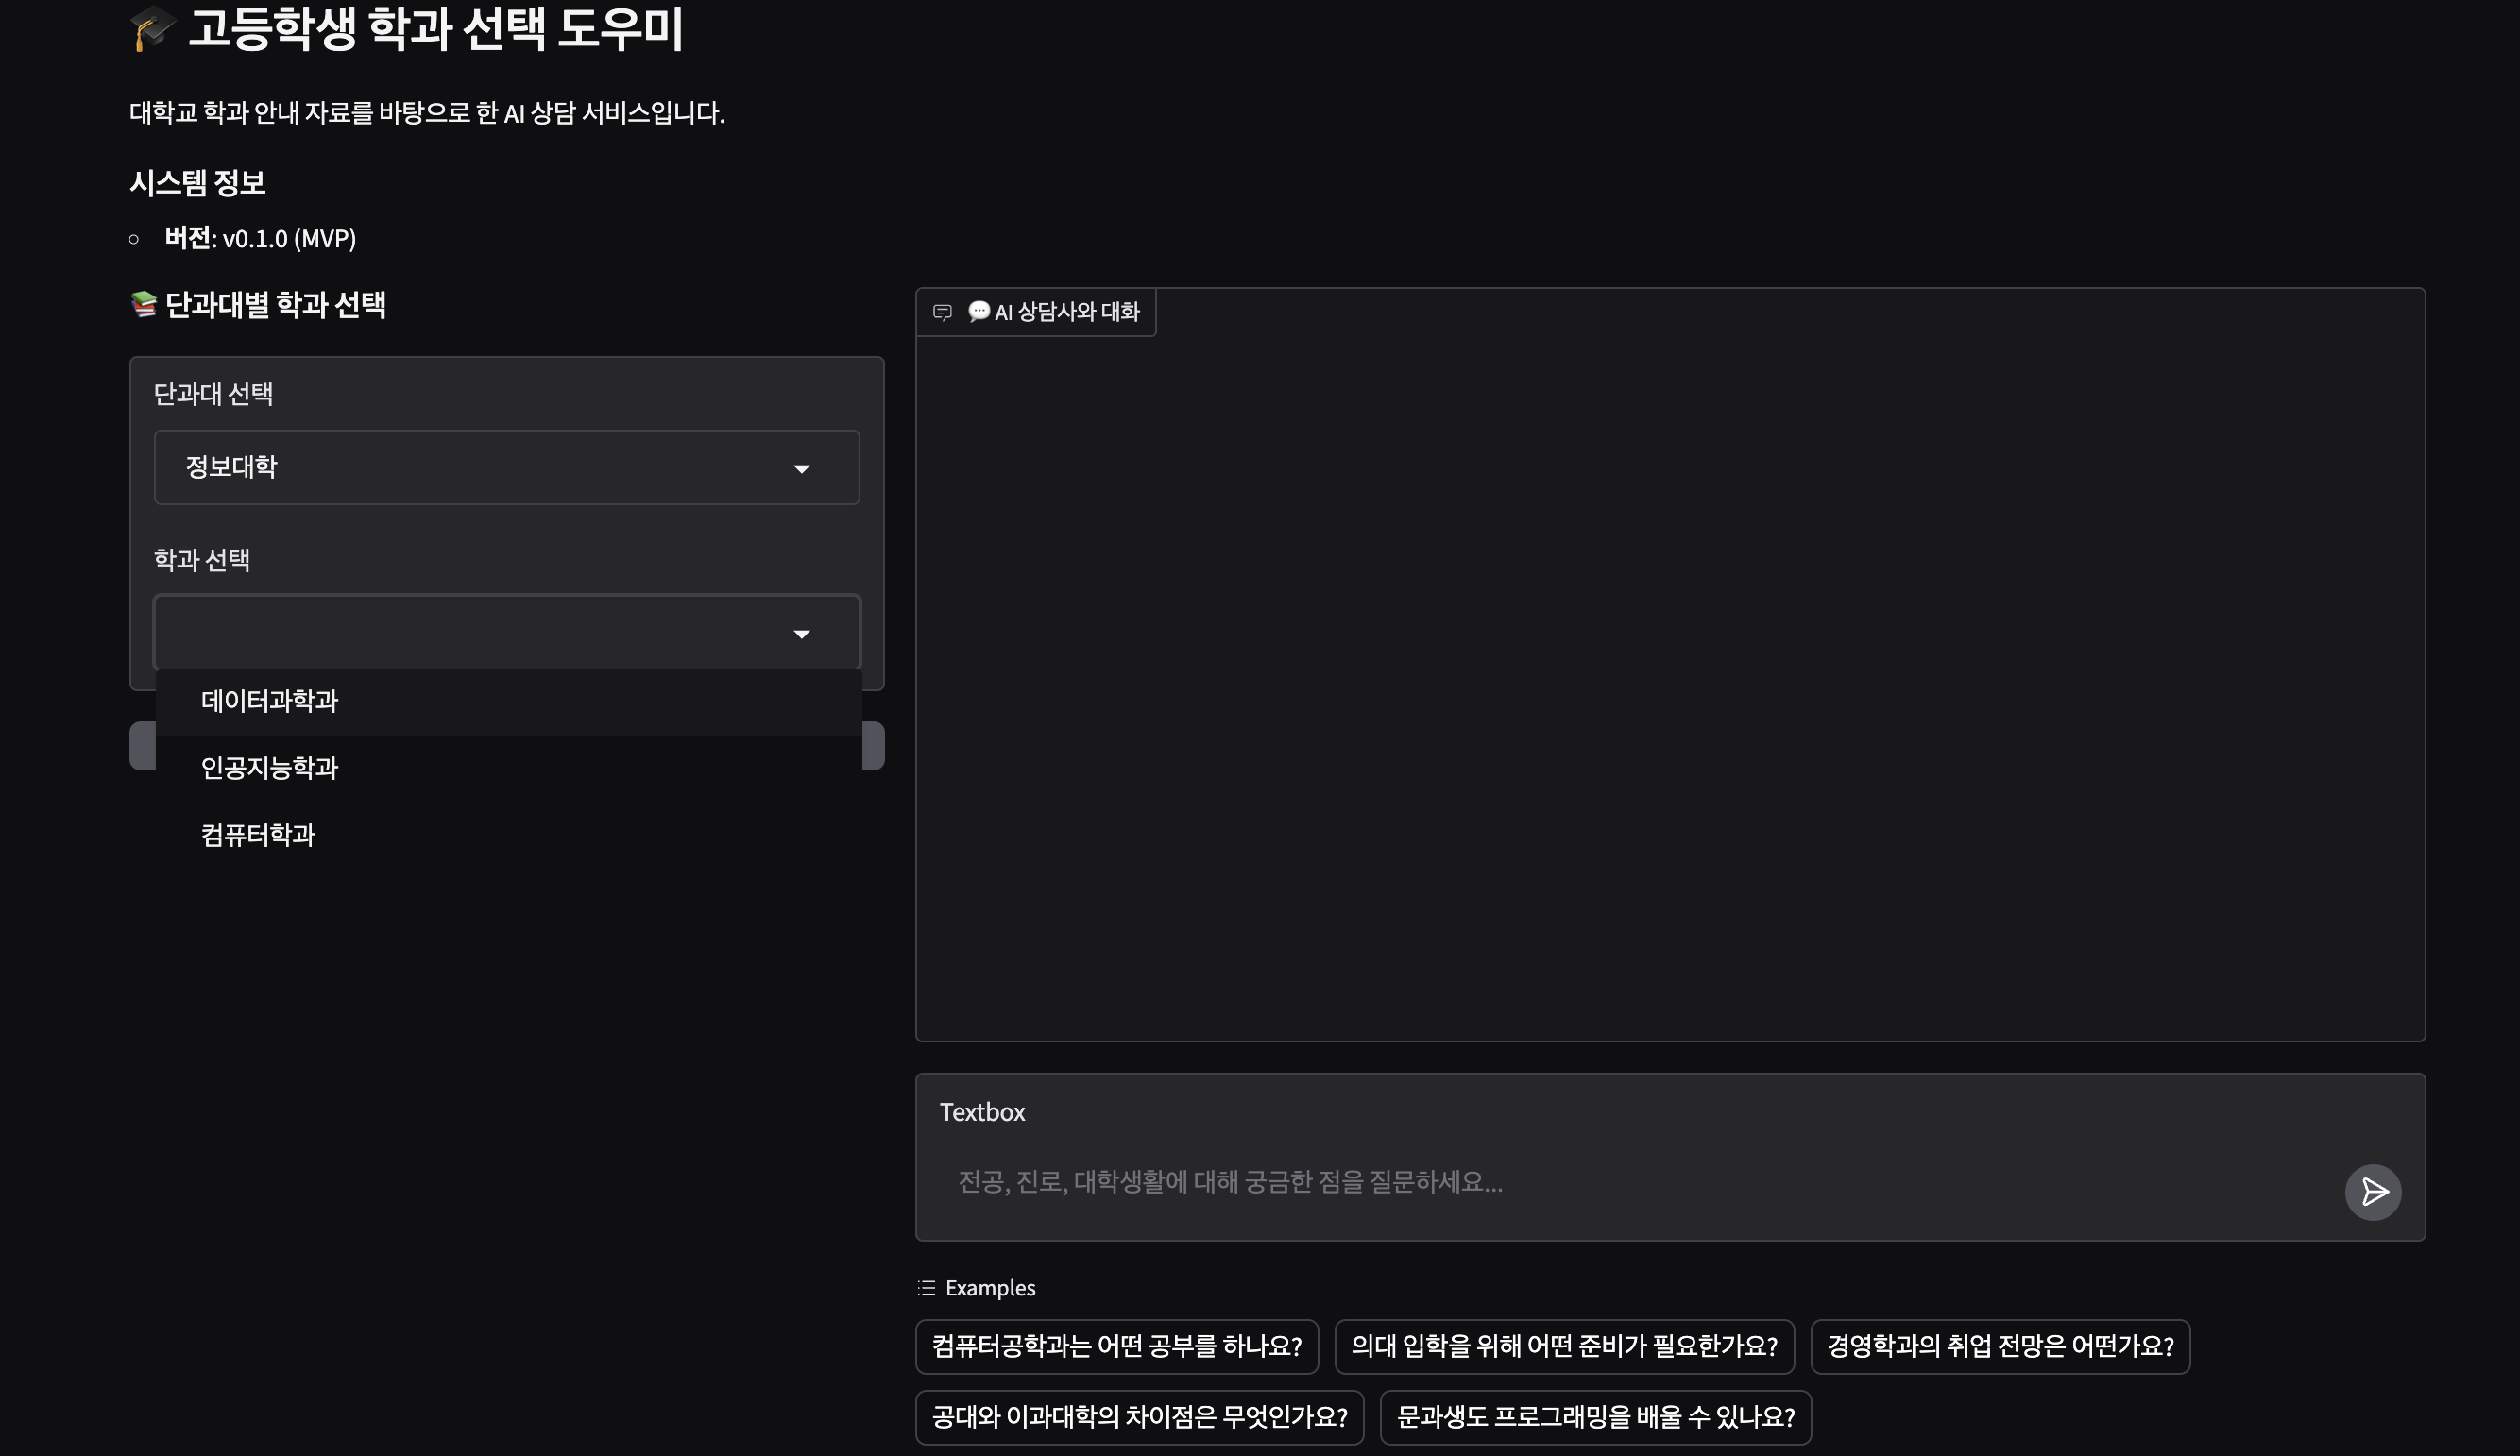 🎓 고등학생 학과 선택 도우미
대학교 학과 안내 자료를 바탕으로 한 AI 상담 서비스입니다.
시스템 정보
버전: v0.1.0 (MVP)
📚 단과대별 학과 선택
단과대 선택
정보대학
학과 선택
데이터과학과
인공지능학과
컴퓨터학과
💬 AI 상담사와 대화
Textbox
전공, 진로, 대학생활에 대해 궁금한 점을 질문하세요...
Examples
컴퓨터공학과는 어떤 공부를 하나요?
의대 입학을 위해 어떤 준비가 필요한가요?
경영학과의 취업 전망은 어떤가요?
공대와 이과대학의 차이점은 무엇인가요?
문과생도 프로그래밍을 배울 수 있나요?